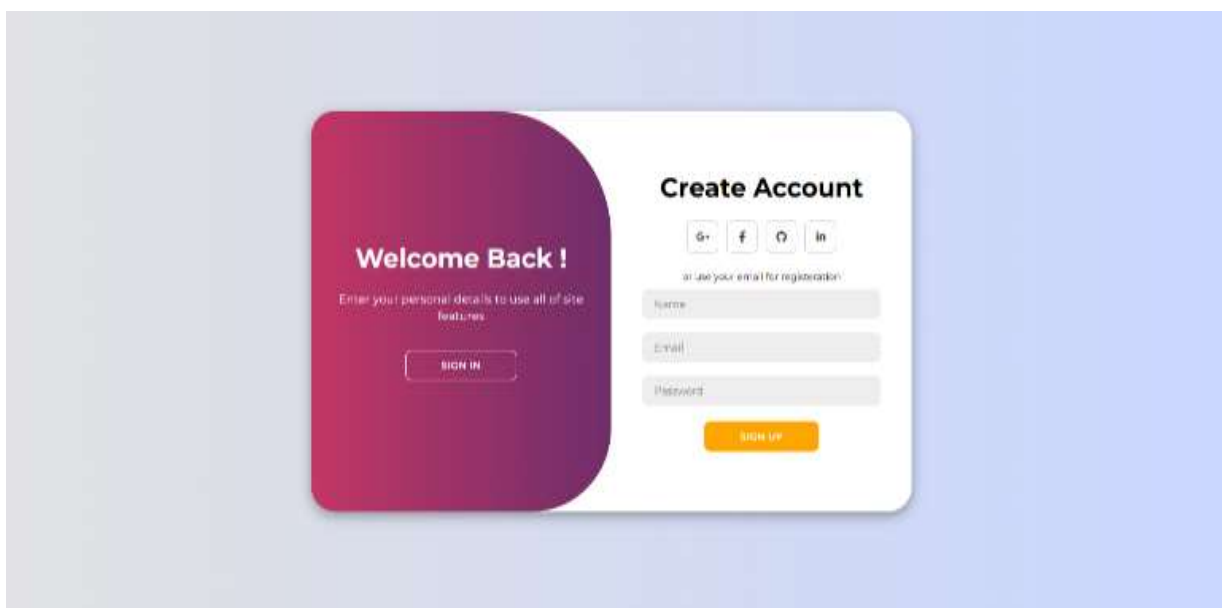 Welcome Back !
Enter your personal details to use all of site
features
SIGN IN
Create Account
G+
f
in
or use your email for registeration
Name
Email
Password
SIGN UP